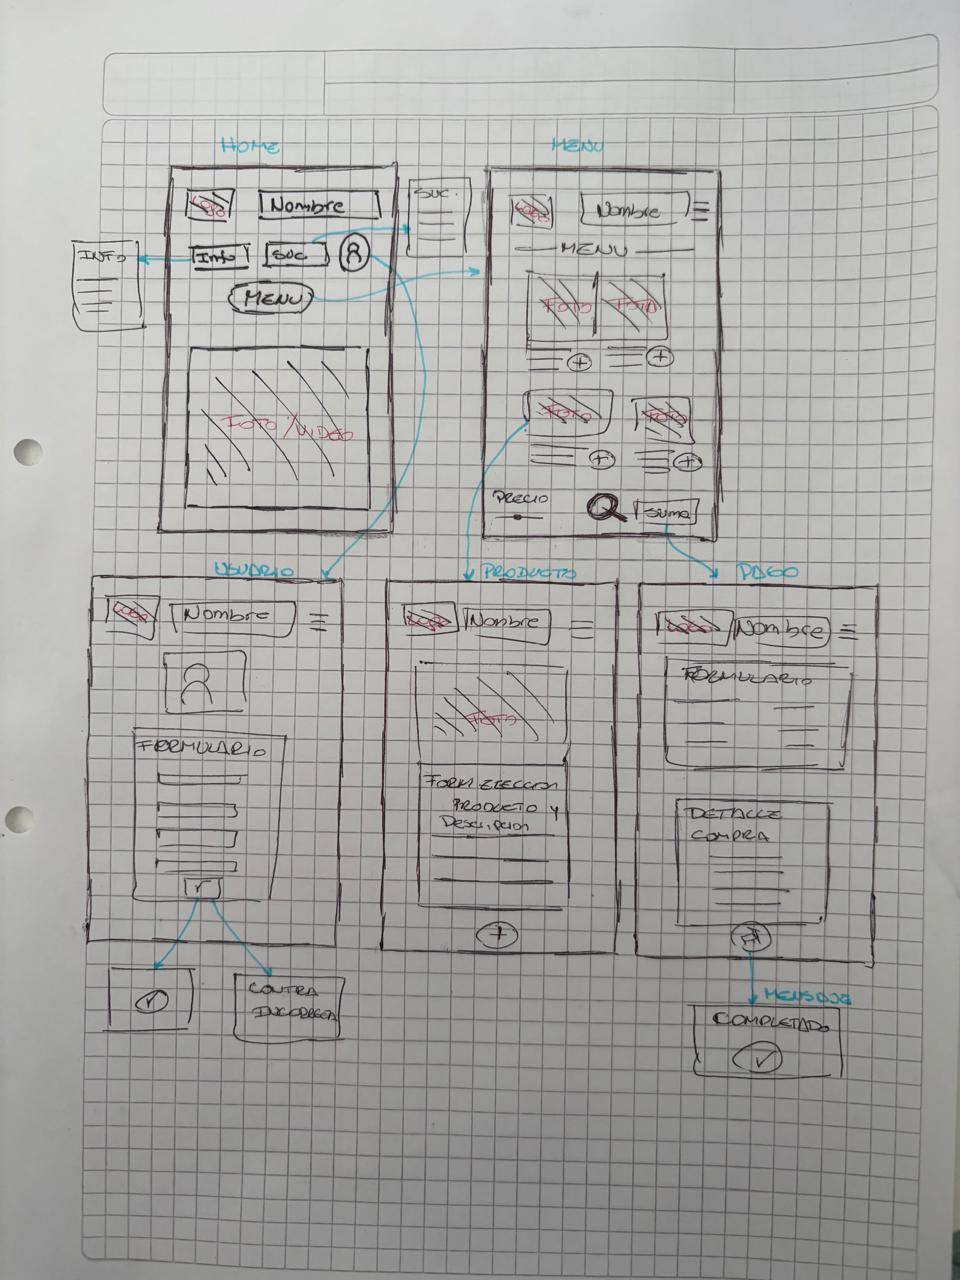 HOME
MENU
LOGO
Nombre
SUC.
LOGO
Nombre
INFO
Info
SUC.
MENU
MENU
FOTO
FOTO
FOTO / VIDEO
FOTO
FOTO
PRECIO
SUMA
USUARIO
PRODUCTO
PAGO
LOGO
Nombre
LOGO
Nombre
LOGO
Nombre
FORMULARIO
FOTO
FORMULARIO
FORM ELECCION
PRODUCTO Y
Descripcion
DETALLE
COMPRA
CONTRA
INCORRECTA
MENSAJE
COMPLETADO